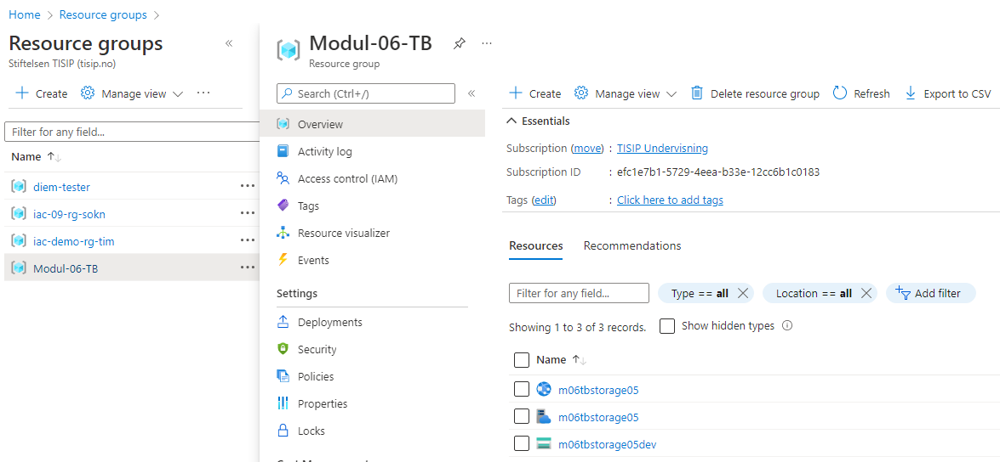 Home > Resource groups >
Resource groups «
Stiftelsen TISIP (tisip.no)
+ Create Manage view ...
Filter for any field...
Name ↑↓
diem-tester ...
iac-09-rg-sokn ...
iac-demo-rg-tim ...
Modul-06-TB ...
Modul-06-TB ...
Resource group
Search (Ctrl+/) «
Overview
Activity log
Access control (IAM)
Tags
Resource visualizer
Events
Settings
Deployments
Security
Policies
Properties
Locks
+ Create Manage view Delete resource group Refresh Export to CSV
Essentials
Subscription (move) : TISIP Undervisning
Subscription ID : efc1e7b1-5729-4eea-b33e-12cc6b1c0183
Tags (edit) : Click here to add tags
Resources Recommendations
Filter for any field... Type == all Location == all Add filter
Showing 1 to 3 of 3 records. Show hidden types
Name ↑↓
m06tbstorage05
m06tbstorage05
m06tbstorage05dev